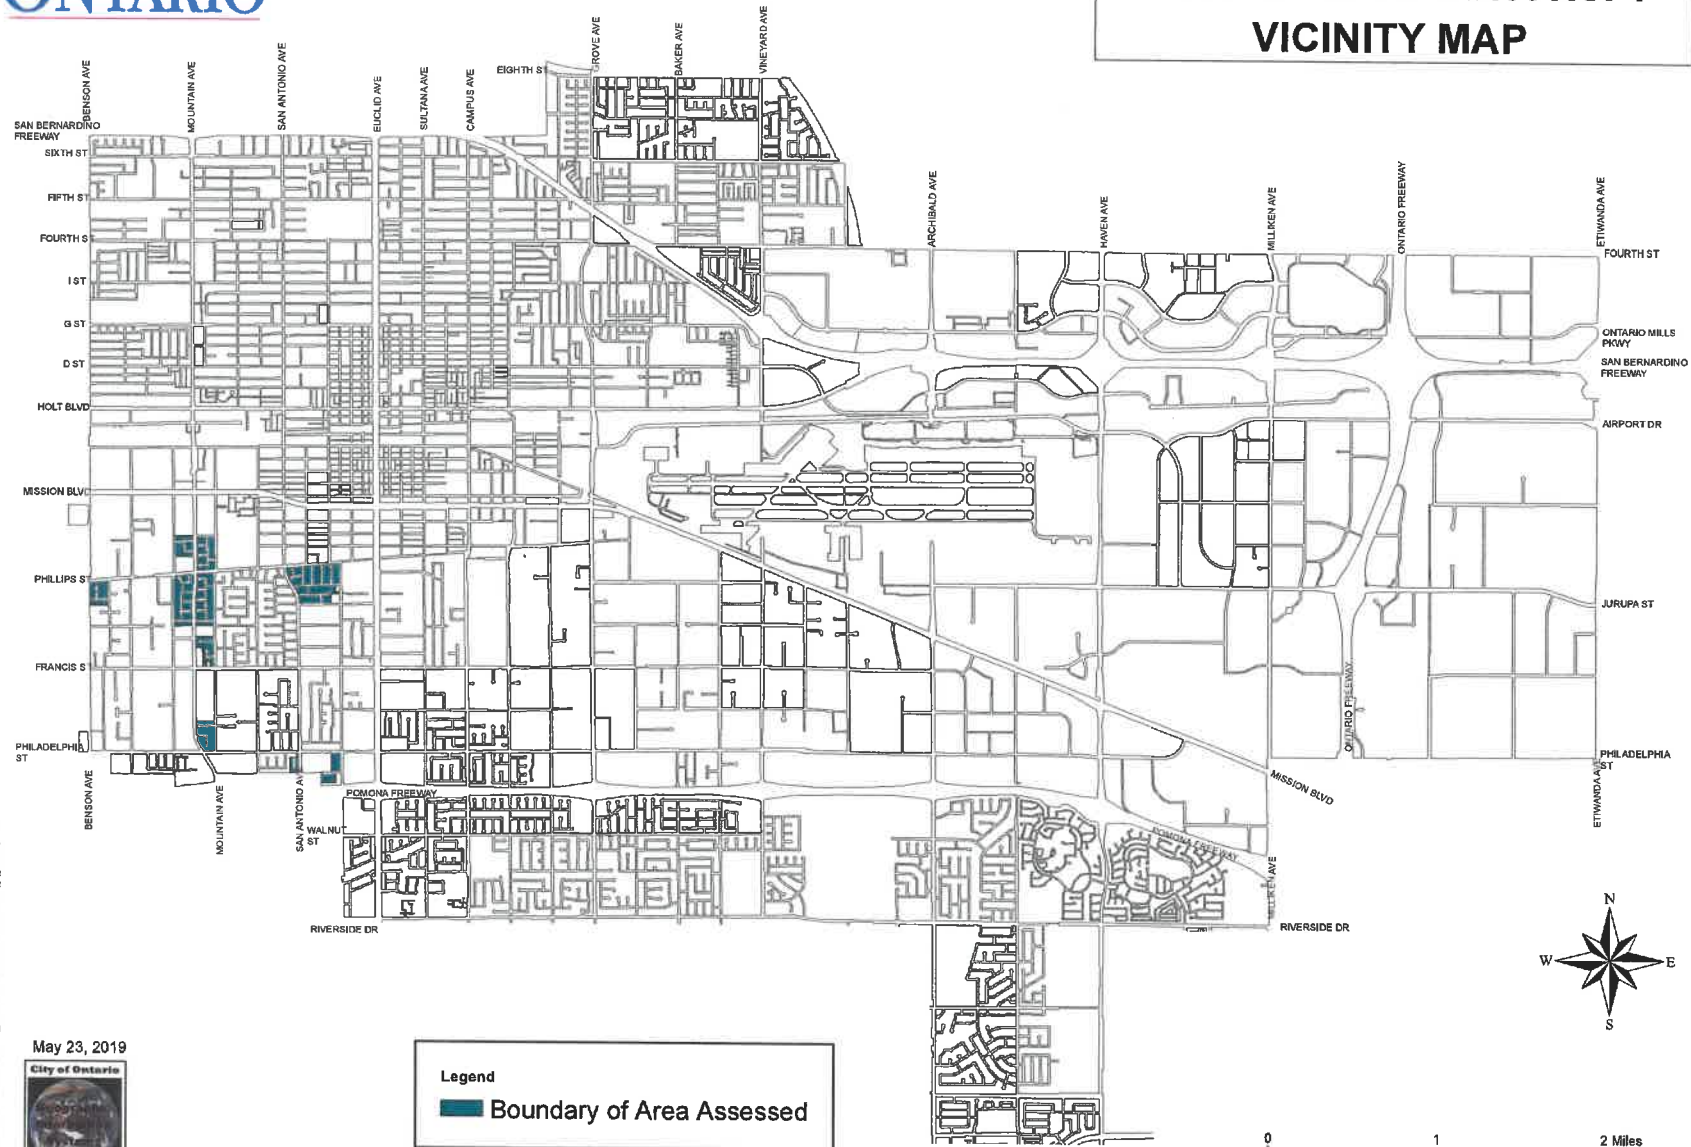 ONTARIO
VICINITY MAP
BENSON AVE
MOUNTAIN AVE
SAN ANTONIO AVE
EUCLID AVE
SULTANA AVE
CAMPUS AVE
EIGHTH ST
GROVE AVE
BAKER AVE
VINEYARD AVE
ARCHIBALD AVE
HAVEN AVE
MILLIKEN AVE
ONTARIO FREEWAY
ETIWANDA AVE
SAN BERNARDINO
FREEWAY
SIXTH ST
FIFTH ST
FOURTH ST
I ST
G ST
D ST
HOLT BLVD
MISSION BLVD
PHILLIPS ST
FRANCIS ST
PHILADELPHIA
ST
FOURTH ST
ONTARIO MILLS
PKWY
SAN BERNARDINO
FREEWAY
AIRPORT DR
JURUPA ST
ONTARIO FREEWAY
PHILADELPHIA
ST
MISSION BLVD
BENSON AVE
MOUNTAIN AVE
SAN ANTONIO AV
POMONA FREEWAY
WALNUT
ST
POMONA FREEWAY
MILLIKEN AVE
ETIWANDA AVE
RIVERSIDE DR
RIVERSIDE DR
N
W
E
S
May 23, 2019
City of Ontario
Legend
Boundary of Area Assessed
0
1
2 Miles